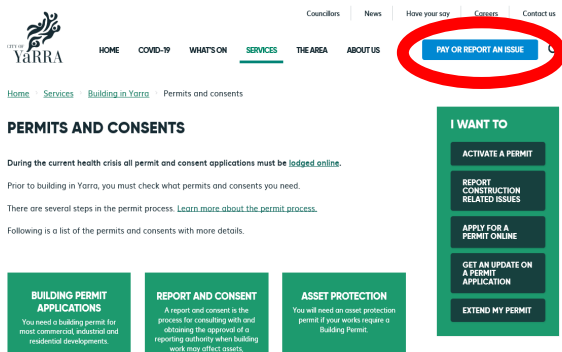 Councillors News Have your say Careers Contact us
CITY OF
YaRRA
HOME COVID-19 WHAT'S ON SERVICES THE AREA ABOUT US PAY OR REPORT AN ISSUE
Home Services Building in Yarra Permits and consents
PERMITS AND CONSENTS
During the current health crisis all permit and consent applications must be lodged online.
Prior to building in Yarra, you must check what permits and consents you need.
There are several steps in the permit process. Learn more about the permit process.
Following is a list of the permits and consents with more details.
I WANT TO
ACTIVATE A PERMIT
REPORT
CONSTRUCTION
RELATED ISSUES
APPLY FOR A
PERMIT ONLINE
GET AN UPDATE ON
A PERMIT
APPLICATION
EXTEND MY PERMIT
BUILDING PERMIT
APPLICATIONS
You need a building permit for
most commercial, industrial and
residential developments.
REPORT AND CONSENT
A report and consent is the
process for consulting with and
obtaining the approval of a
reporting authority when building
work may affect assets,
ASSET PROTECTION
You will need an asset protection
permit if your works require a
Building Permit.